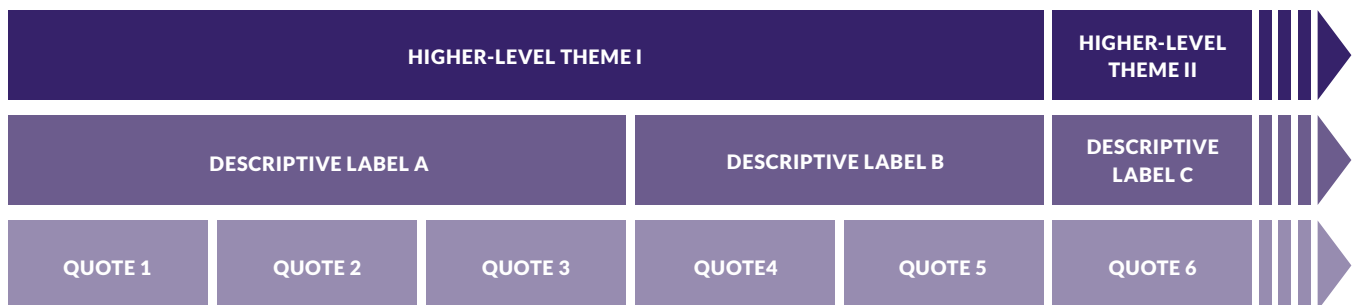 HIGHER-LEVEL THEME I
HIGHER-LEVEL
THEME II
DESCRIPTIVE LABEL A
DESCRIPTIVE LABEL B
DESCRIPTIVE
LABEL C
QUOTE 1
QUOTE 2
QUOTE 3
QUOTE4
QUOTE 5
QUOTE 6